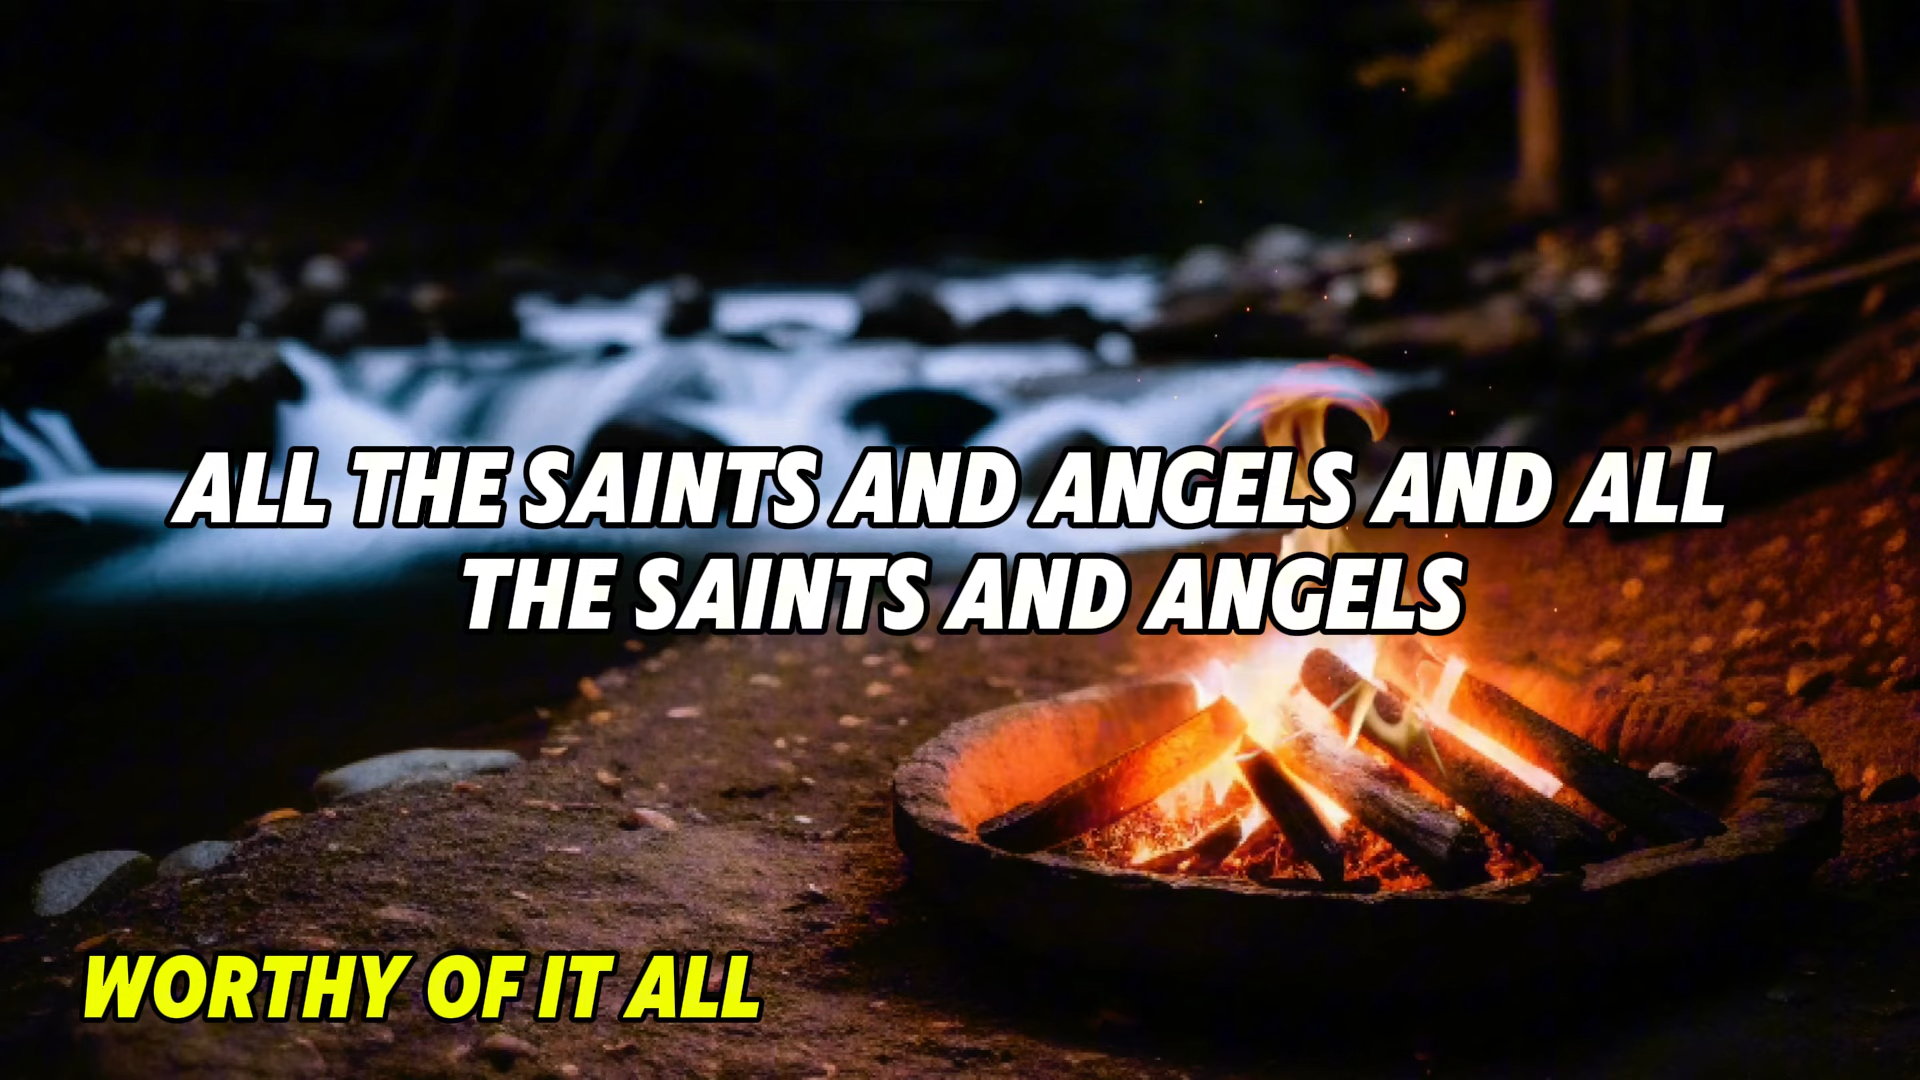 ALL THE SAINTS AND ANGELS AND ALL
THE SAINTS AND ANGELS
WORTHY OF IT ALL